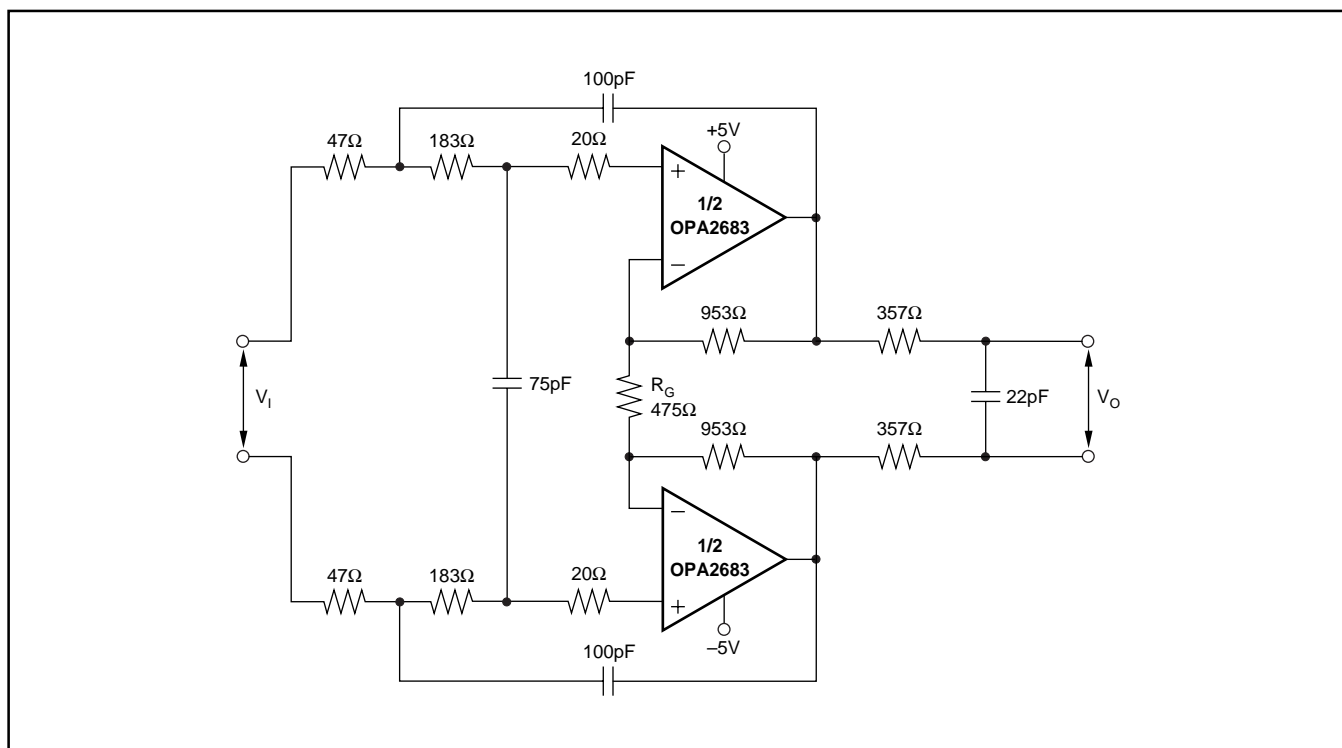 100pF
47Ω
183Ω
20Ω
+5V
+
1/2
OPA2683
−
953Ω
357Ω
V_I
75pF
R_G
475Ω
22pF
V_O
953Ω
357Ω
−
1/2
OPA2683
47Ω
183Ω
20Ω
+
–5V
100pF